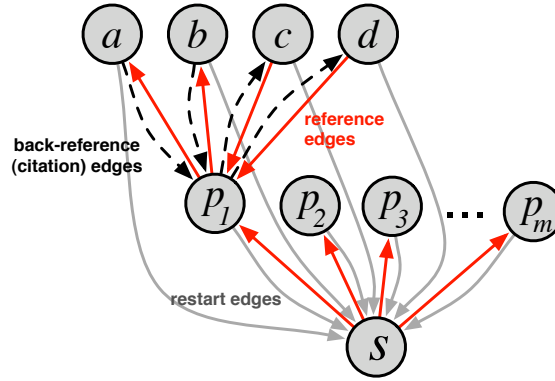 a b c d
reference
edges
back-reference
(citation) edges
p1 p2 p3 ... pm
restart edges
s